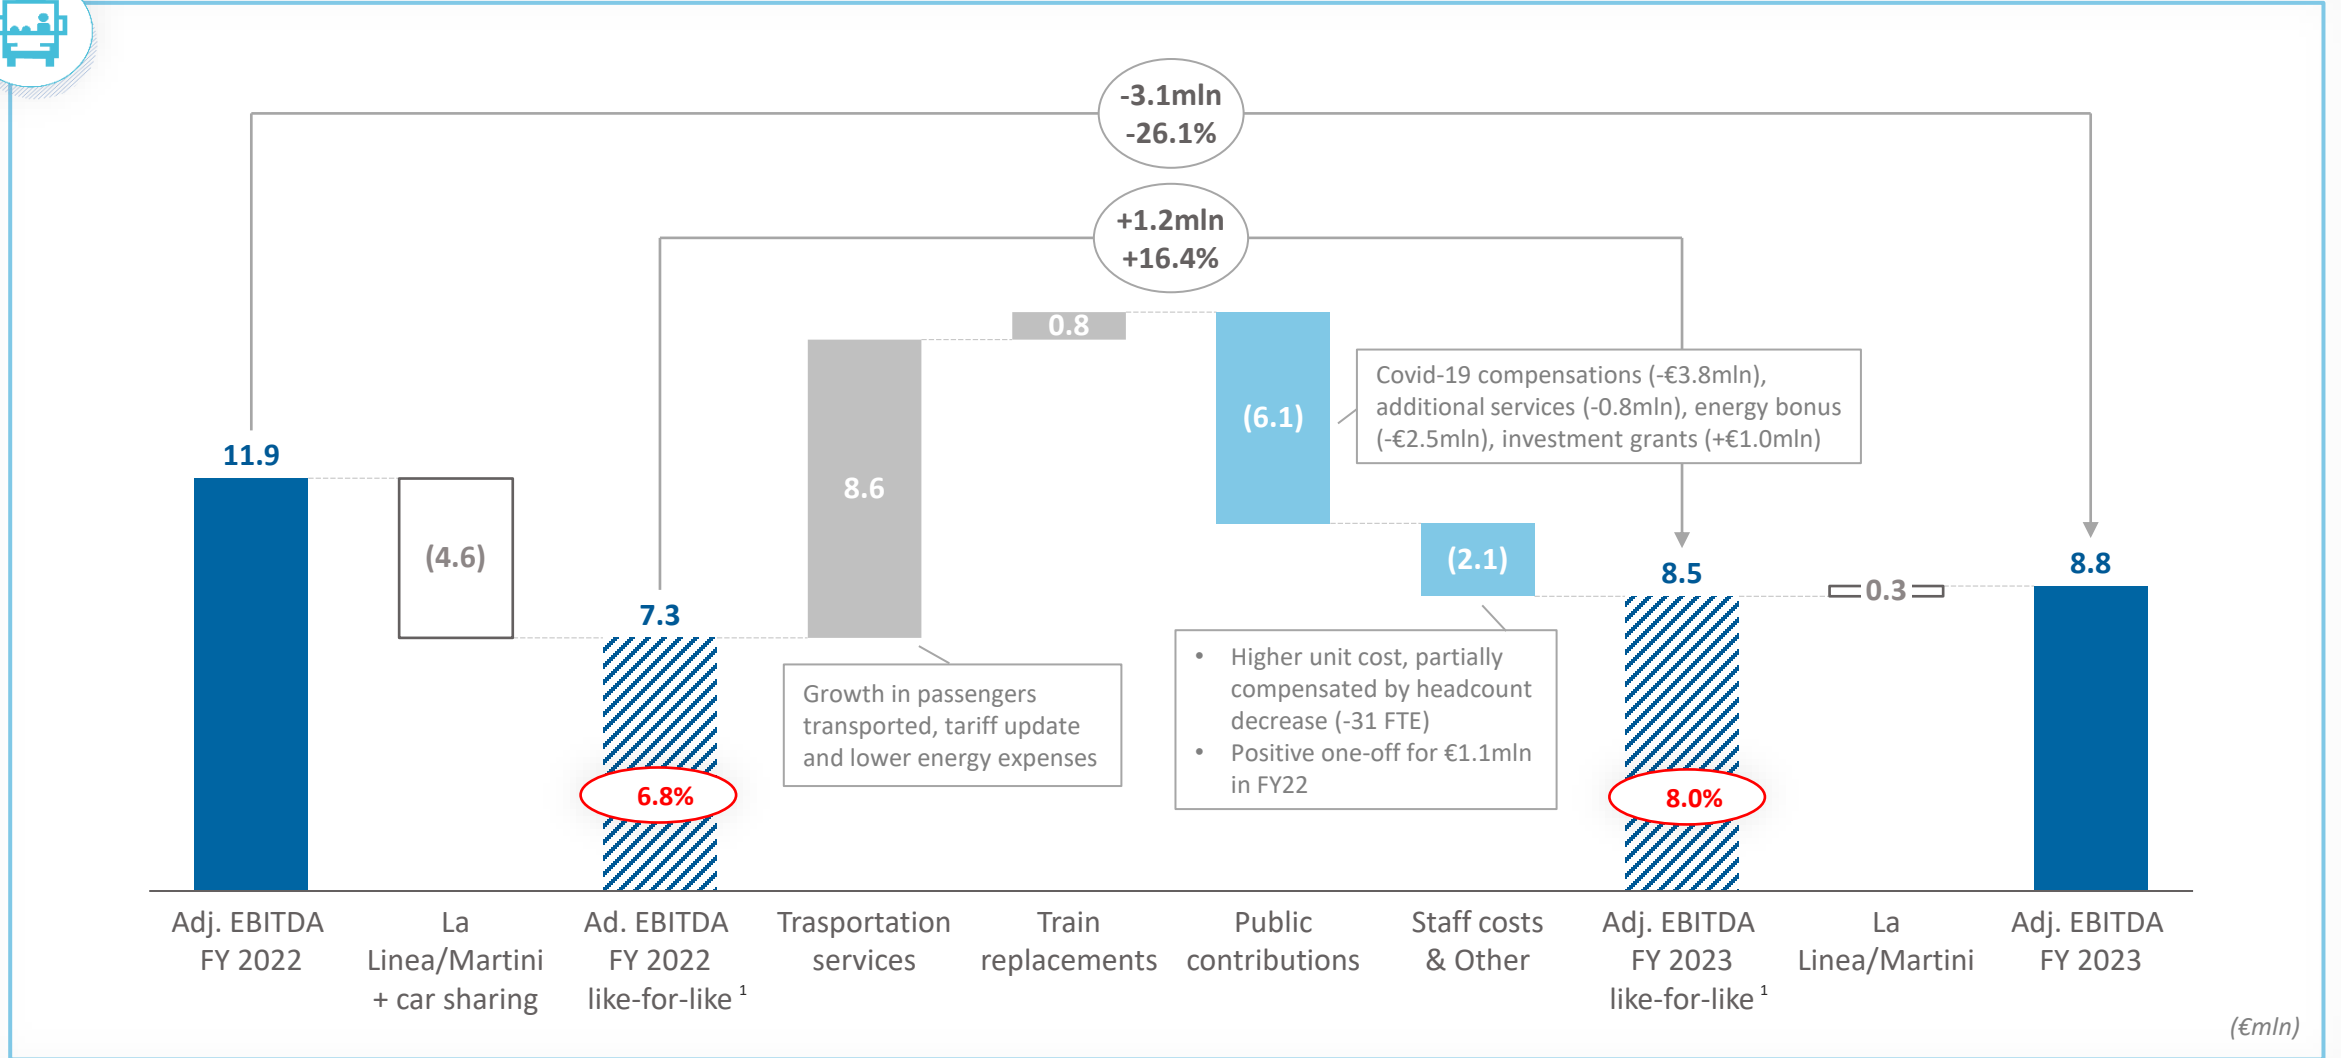 -3.1mln
-26.1%
+1.2mln
+16.4%
0.8
Covid-19 compensations (-€3.8mln),
additional services (-0.8mln), energy bonus
(-€2.5mln), investment grants (+€1.0mln)
(6.1)
11.9
8.6
(4.6)
(2.1)
8.5
8.8
0.3
7.3
Growth in passengers
transported, tariff update
and lower energy expenses
• Higher unit cost, partially
compensated by headcount
decrease (-31 FTE)
• Positive one-off for €1.1mln
in FY22
6.8%
8.0%
Adj. EBITDA
FY 2022
La
Linea/Martini
+ car sharing
Ad. EBITDA
FY 2022
like-for-like 1
Trasportation
services
Train
replacements
Public
contributions
Staff costs
& Other
Adj. EBITDA
FY 2023
like-for-like 1
La
Linea/Martini
Adj. EBITDA
FY 2023
(€mln)